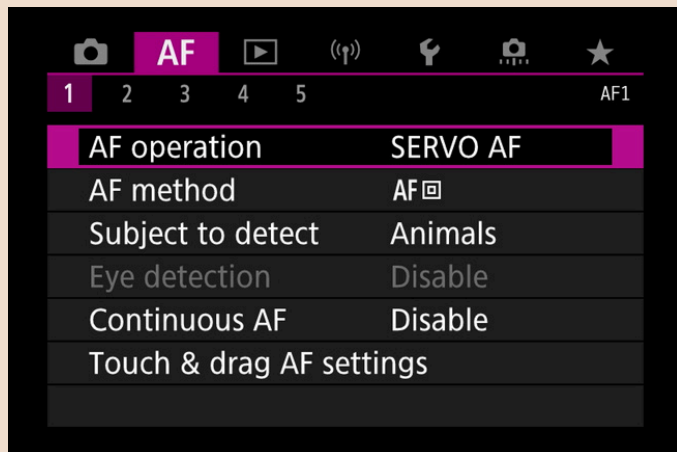 AF
1 2 3 4 5 AF1
AF operation SERVO AF
AF method AF
Subject to detect Animals
Eye detection Disable
Continuous AF Disable
Touch & drag AF settings